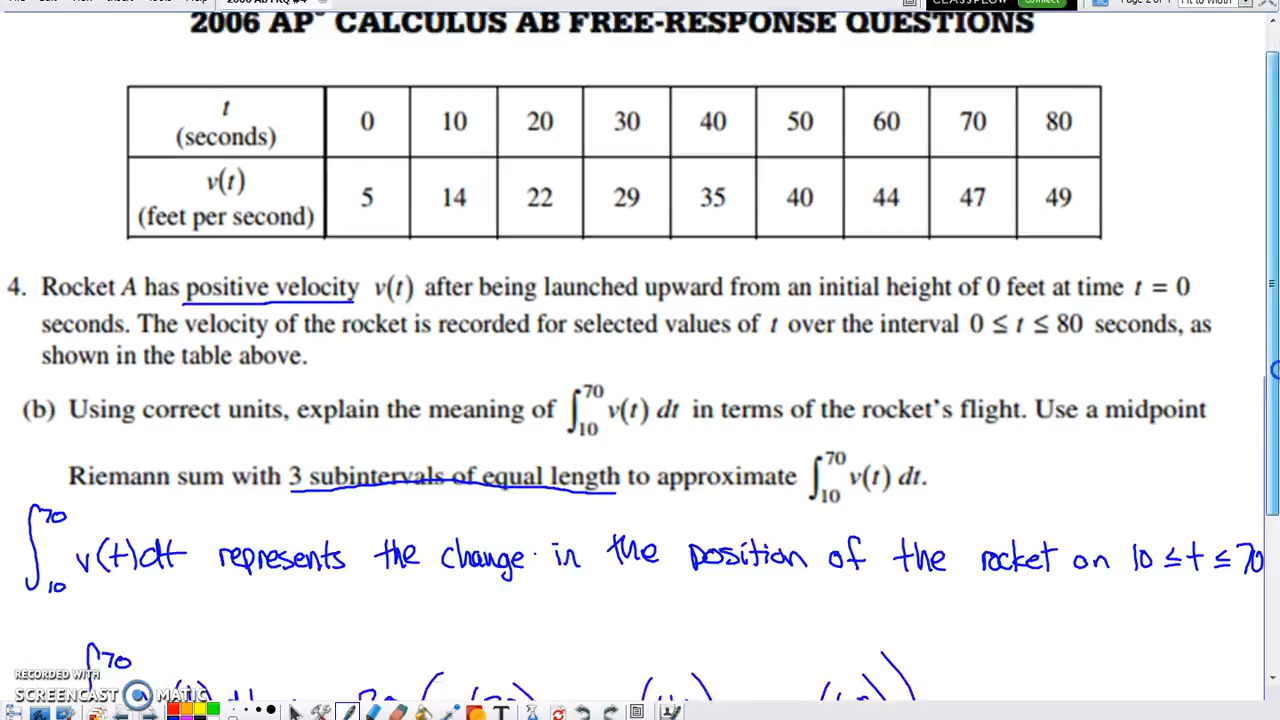 2006 AP® CALCULUS AB FREE-RESPONSE QUESTIONS
t (seconds) 0 10 20 30 40 50 60 70 80
v(t) (feet per second) 5 14 22 29 35 40 44 47 49
4. Rocket A has positive velocity v(t) after being launched upward from an initial height of 0 feet at time t = 0
seconds. The velocity of the rocket is recorded for selected values of t over the interval 0 ≤ t ≤ 80 seconds, as
shown in the table above.
(b) Using correct units, explain the meaning of ∫₁₀⁷⁰ v(t) dt in terms of the rocket's flight. Use a midpoint
Riemann sum with 3 subintervals of equal length to approximate ∫₁₀⁷⁰ v(t) dt.
∫₁₀⁷⁰ v(t)dt represents the change in the position of the rocket on 10 ≤ t ≤ 70
70
RECORDED WITH
SCREENCAST MATIC